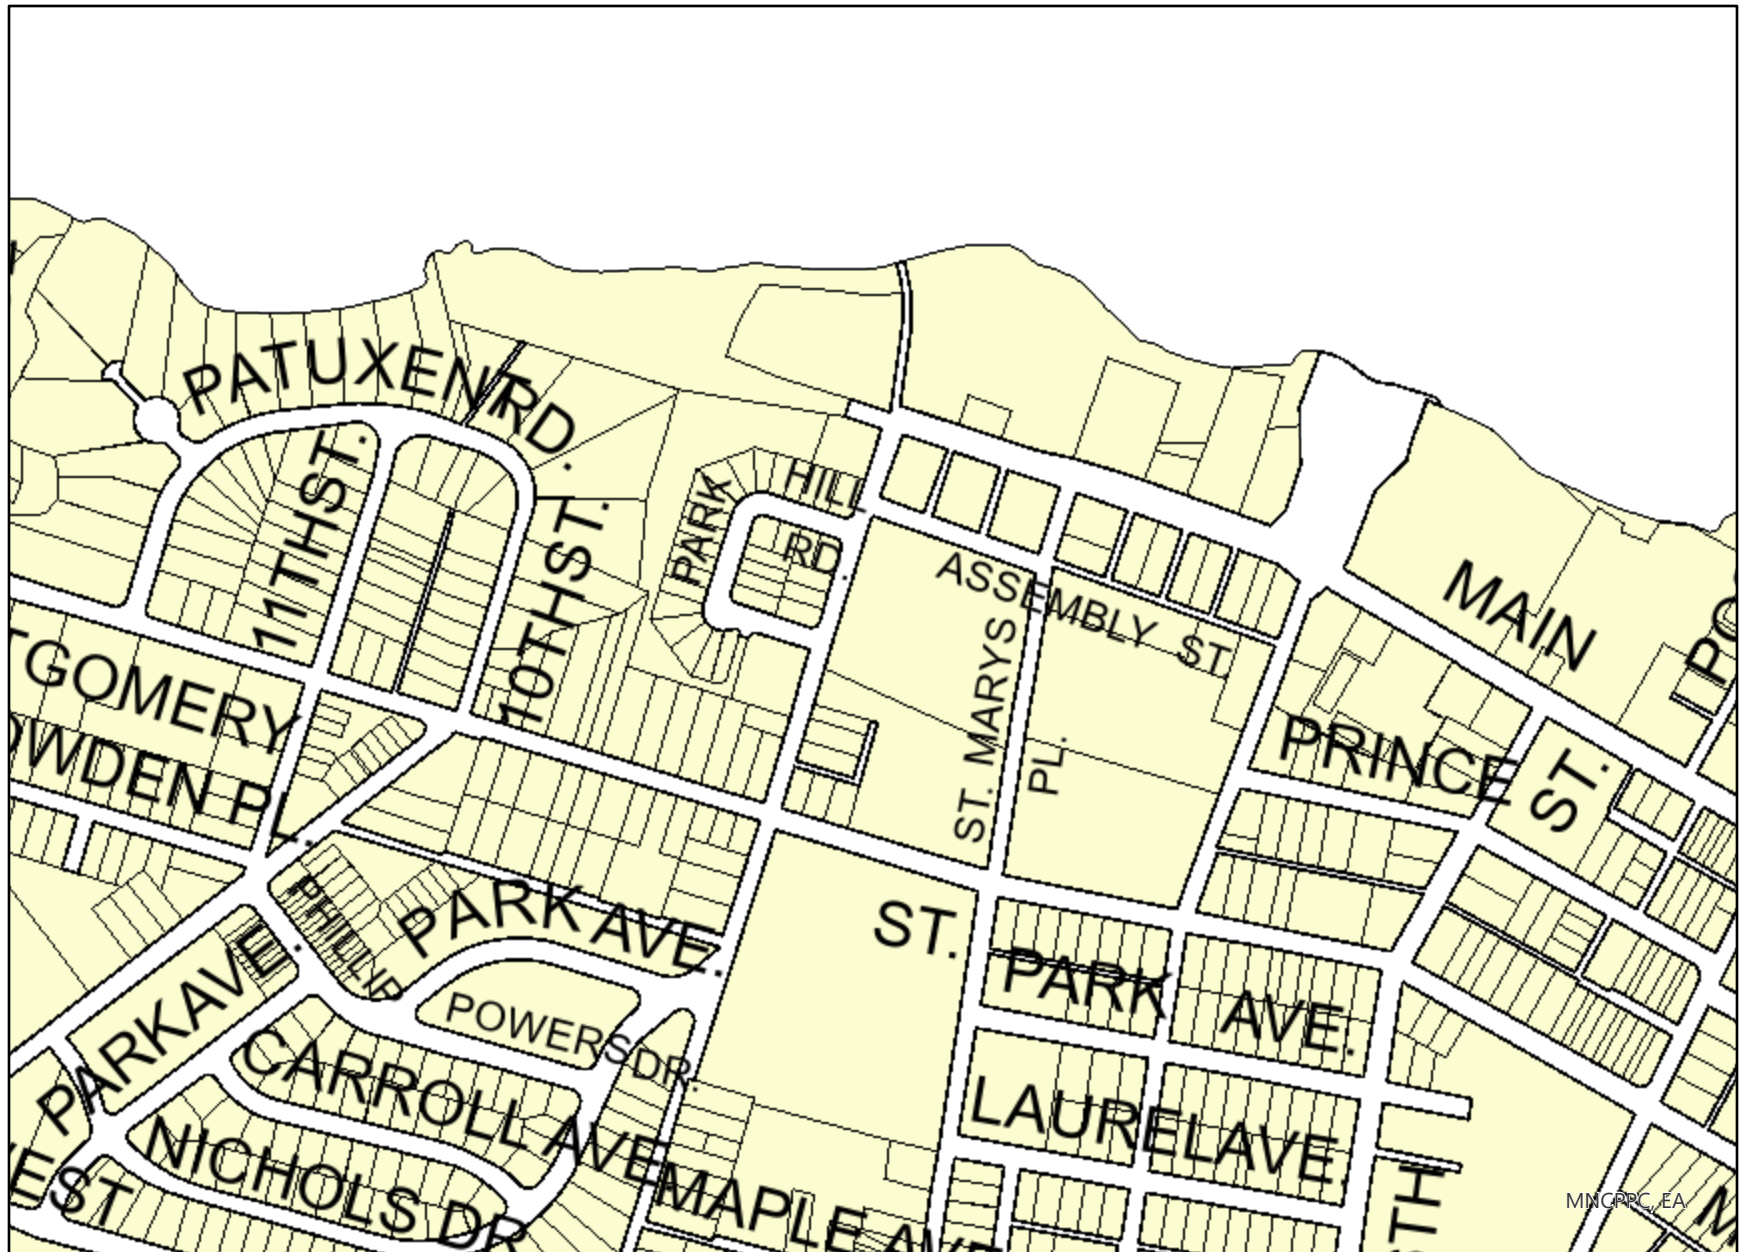 PATUXENT RD.
11TH ST.
10TH ST.
PARK
HILL
RD.
ASSEMBLY ST
ST. MARYS
PL.
MAIN
ST.
PRINCE
TGOMERY
ST.
OWDEN PL.
PHILLIP
POWERS DR.
PARK AVE.
PARK AVE.
PARK AVE.
CARROLL AVE
LAUREL AVE.
NICHOLS DR
MAPLE AVE
EST
TH
MNCPPC, EA